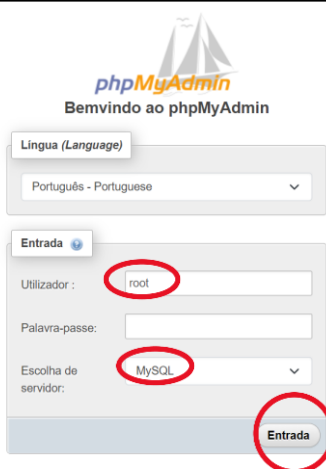 phpMyAdmin
Bemvindo ao phpMyAdmin
Língua (Language)
Português - Portuguese
Entrada
Utilizador :
root
Palavra-passe:
Escolha de
servidor:
MySQL
Entrada